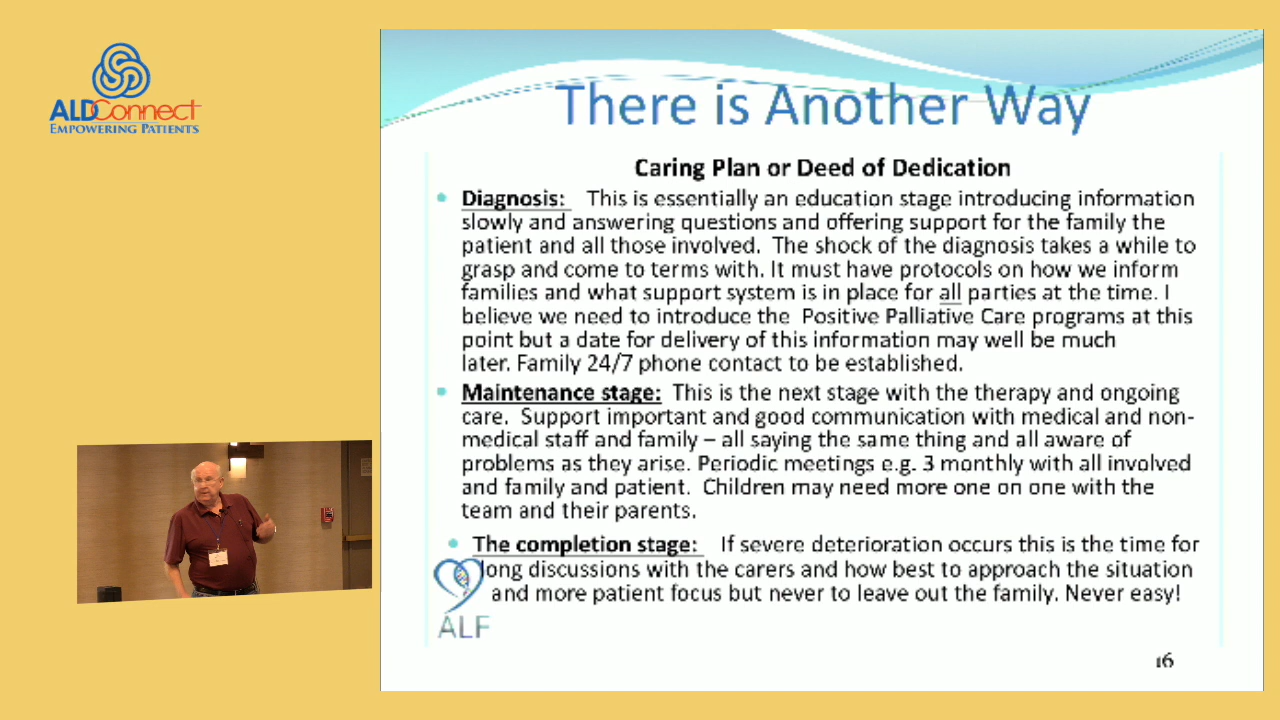 ALDConnect
EMPOWERING PATIENTS
There is Another Way
Caring Plan or Deed of Dedication
• Diagnosis: This is essentially an education stage introducing information
slowly and answering questions and offering support for the family the
patient and all those involved. The shock of the diagnosis takes a while to
grasp and come to terms with. It must have protocols on how we inform
families and what support system is in place for all parties at the time. I
believe we need to introduce the Positive Palliative Care programs at this
point but a date for delivery of this information may well be much
later. Family 24/7 phone contact to be established.
• Maintenance stage: This is the next stage with the therapy and ongoing
care. Support important and good communication with medical and non-
medical staff and family – all saying the same thing and all aware of
problems as they arise. Periodic meetings e.g. 3 monthly with all involved
and family and patient. Children may need more one on one with the
team and their parents.
• The completion stage: If severe deterioration occurs this is the time for
long discussions with the carers and how best to approach the situation
and more patient focus but never to leave out the family. Never easy!
ALF
16